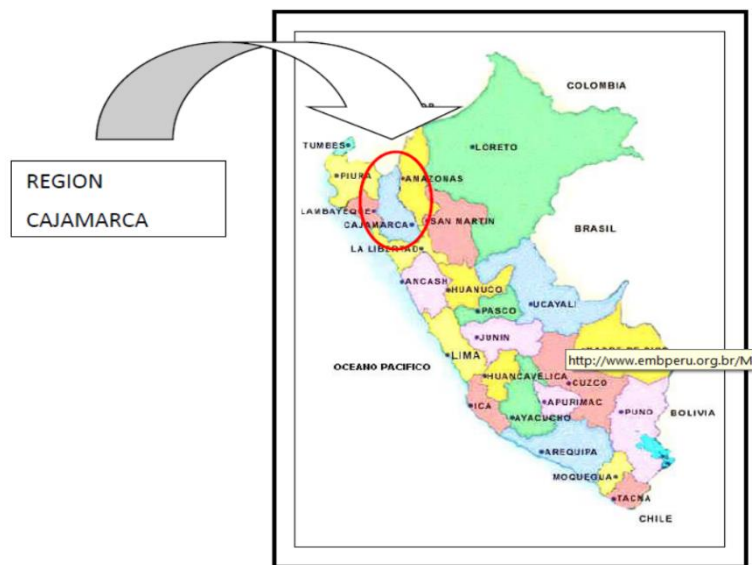 REGION
CAJAMARCA
COLOMBIA
TUMBES
LORETO
PIURA
AMAZONAS
LAMBAYEQUE
CAJAMARCA
SAN MARTIN
BRASIL
LA LIBERTAD
ANCASH
HUANUCO
UCAYALI
PASCO
JUNIN
LIMA
http://www.embperu.org.br/M
OCEANO PACIFICO
HUANCAVELICA
CUZCO
ICA
APURIMAC
PUNO
BOLIVIA
AYACUCHO
AREQUIPA
MOQUEGUA
TACNA
CHILE